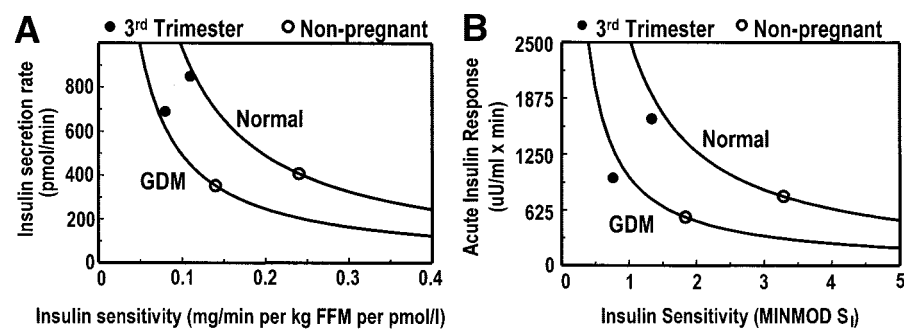 A
● 3rd Trimester ○ Non-pregnant
Insulin secretion rate
(pmol/min)
800
600
400
200
0
Normal
GDM
0 0.1 0.2 0.3 0.4
Insulin sensitivity (mg/min per kg FFM per pmol/l)
B
● 3rd Trimester ○ Non-pregnant
Acute Insulin Response
(uU/ml x min)
2500
1875
1250
625
0
Normal
GDM
0 1 2 3 4 5
Insulin Sensitivity (MINMOD SI)